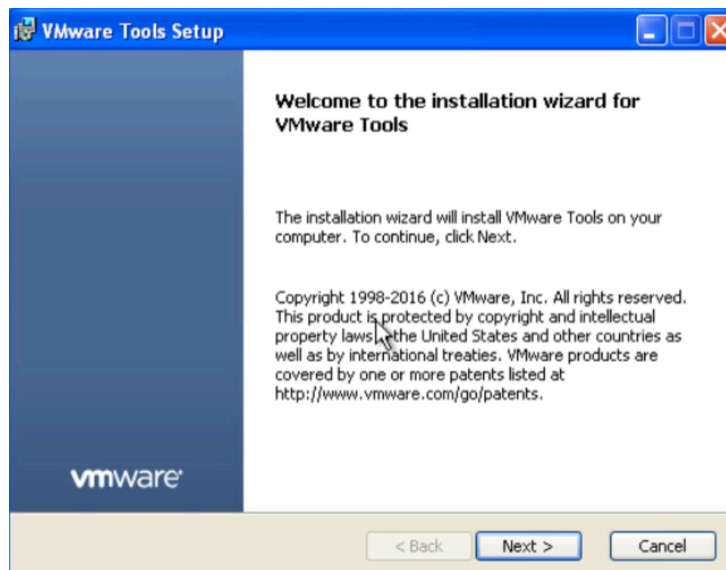 VMware Tools Setup
Welcome to the installation wizard for
VMware Tools
The installation wizard will install VMware Tools on your
computer. To continue, click Next.
Copyright 1998-2016 (c) VMware, Inc. All rights reserved.
This product is protected by copyright and intellectual
property laws the United States and other countries as
well as by international treaties. VMware products are
covered by one or more patents listed at
http://www.vmware.com/go/patents.
vmware
< Back
Next >
Cancel